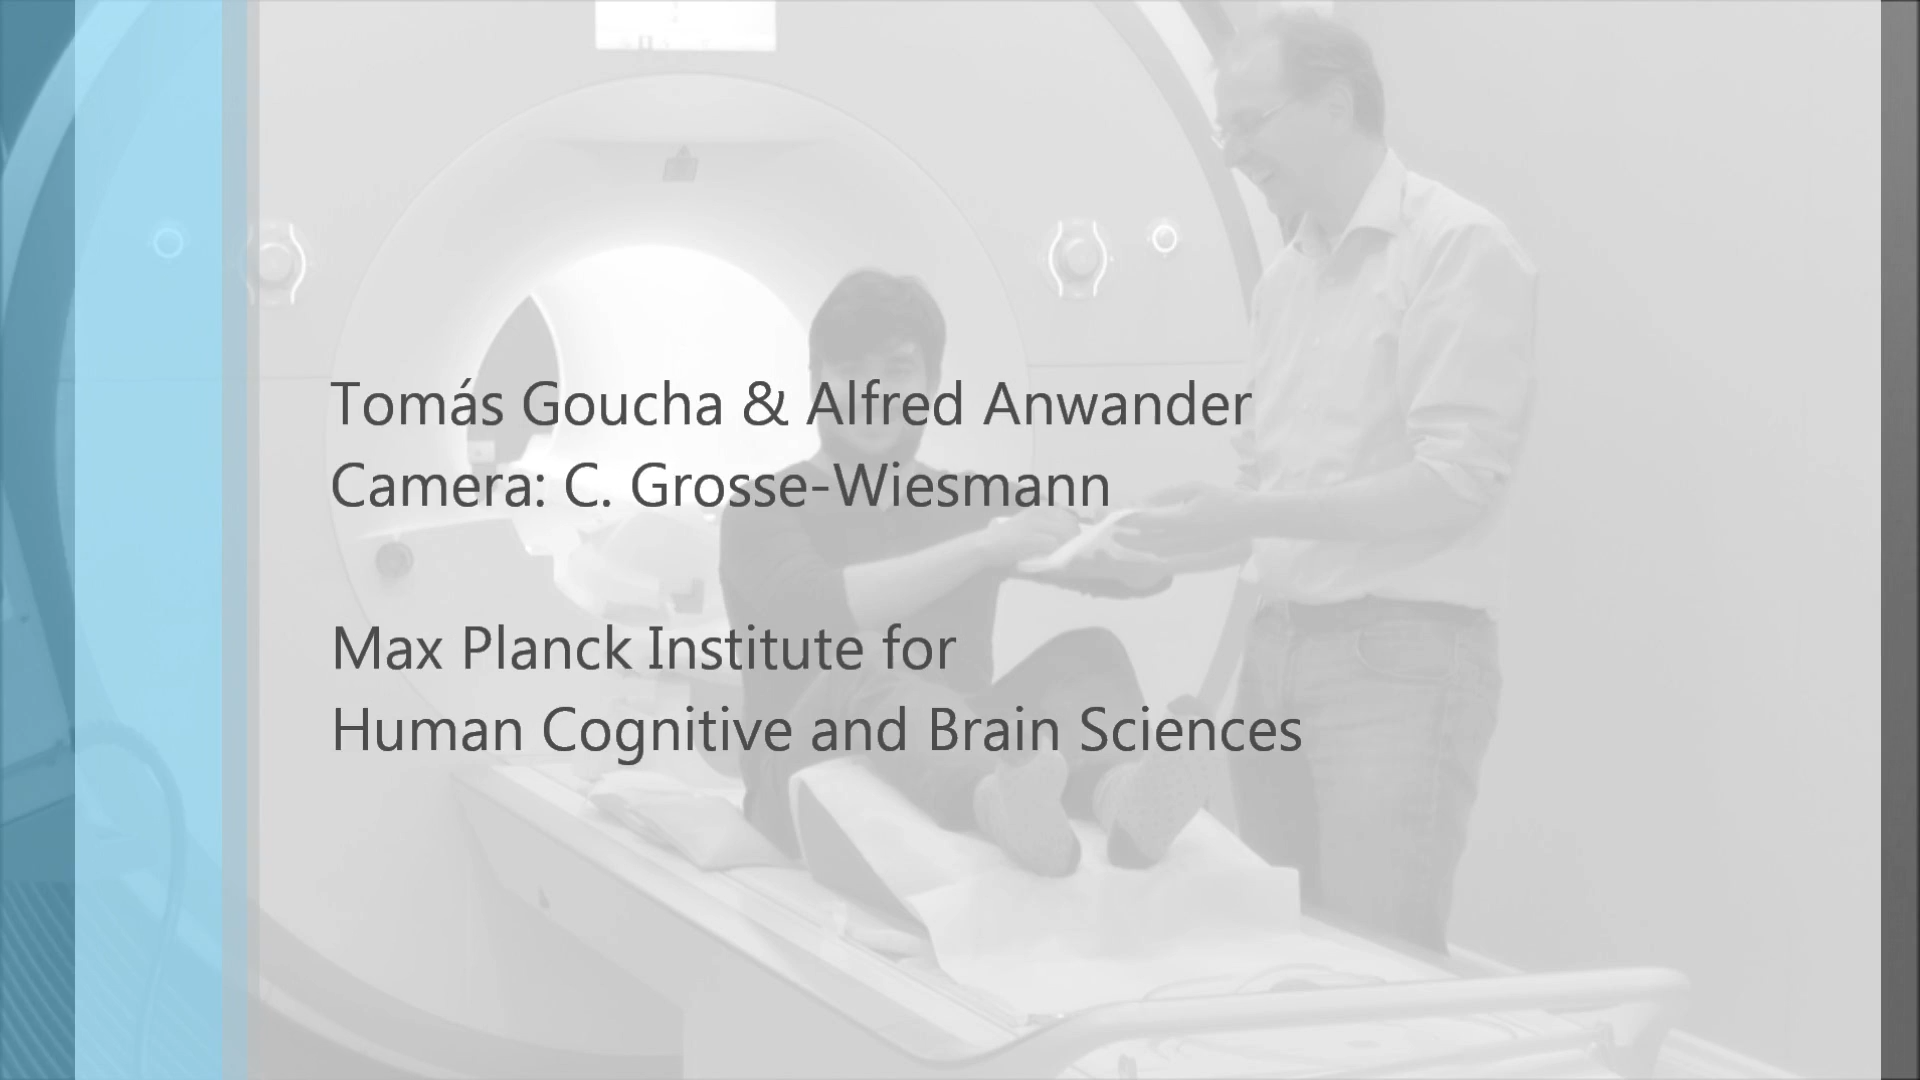 Tomás Goucha & Alfred Anwander
Camera: C. Grosse-Wiesmann
Max Planck Institute for
Human Cognitive and Brain Sciences